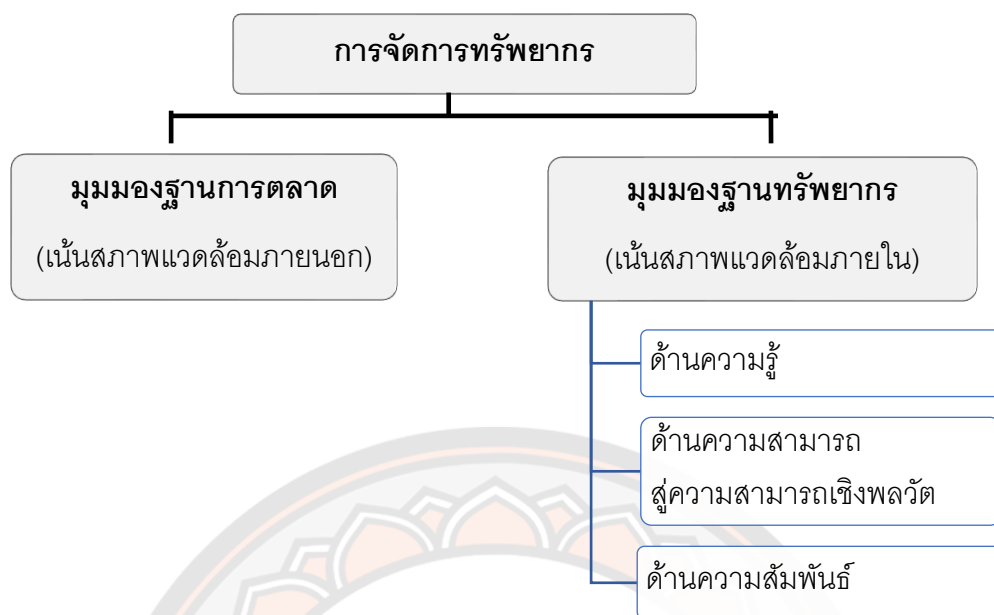 การจัดการทรัพยากร
มุมมองฐานการตลาด
(เน้นสภาพแวดล้อมภายนอก)
มุมมองฐานทรัพยากร
(เน้นสภาพแวดล้อมภายใน)
ด้านความรู้
ด้านความสามารถ
สู่ความสามารถเชิงพลวัต
ด้านความสัมพันธ์